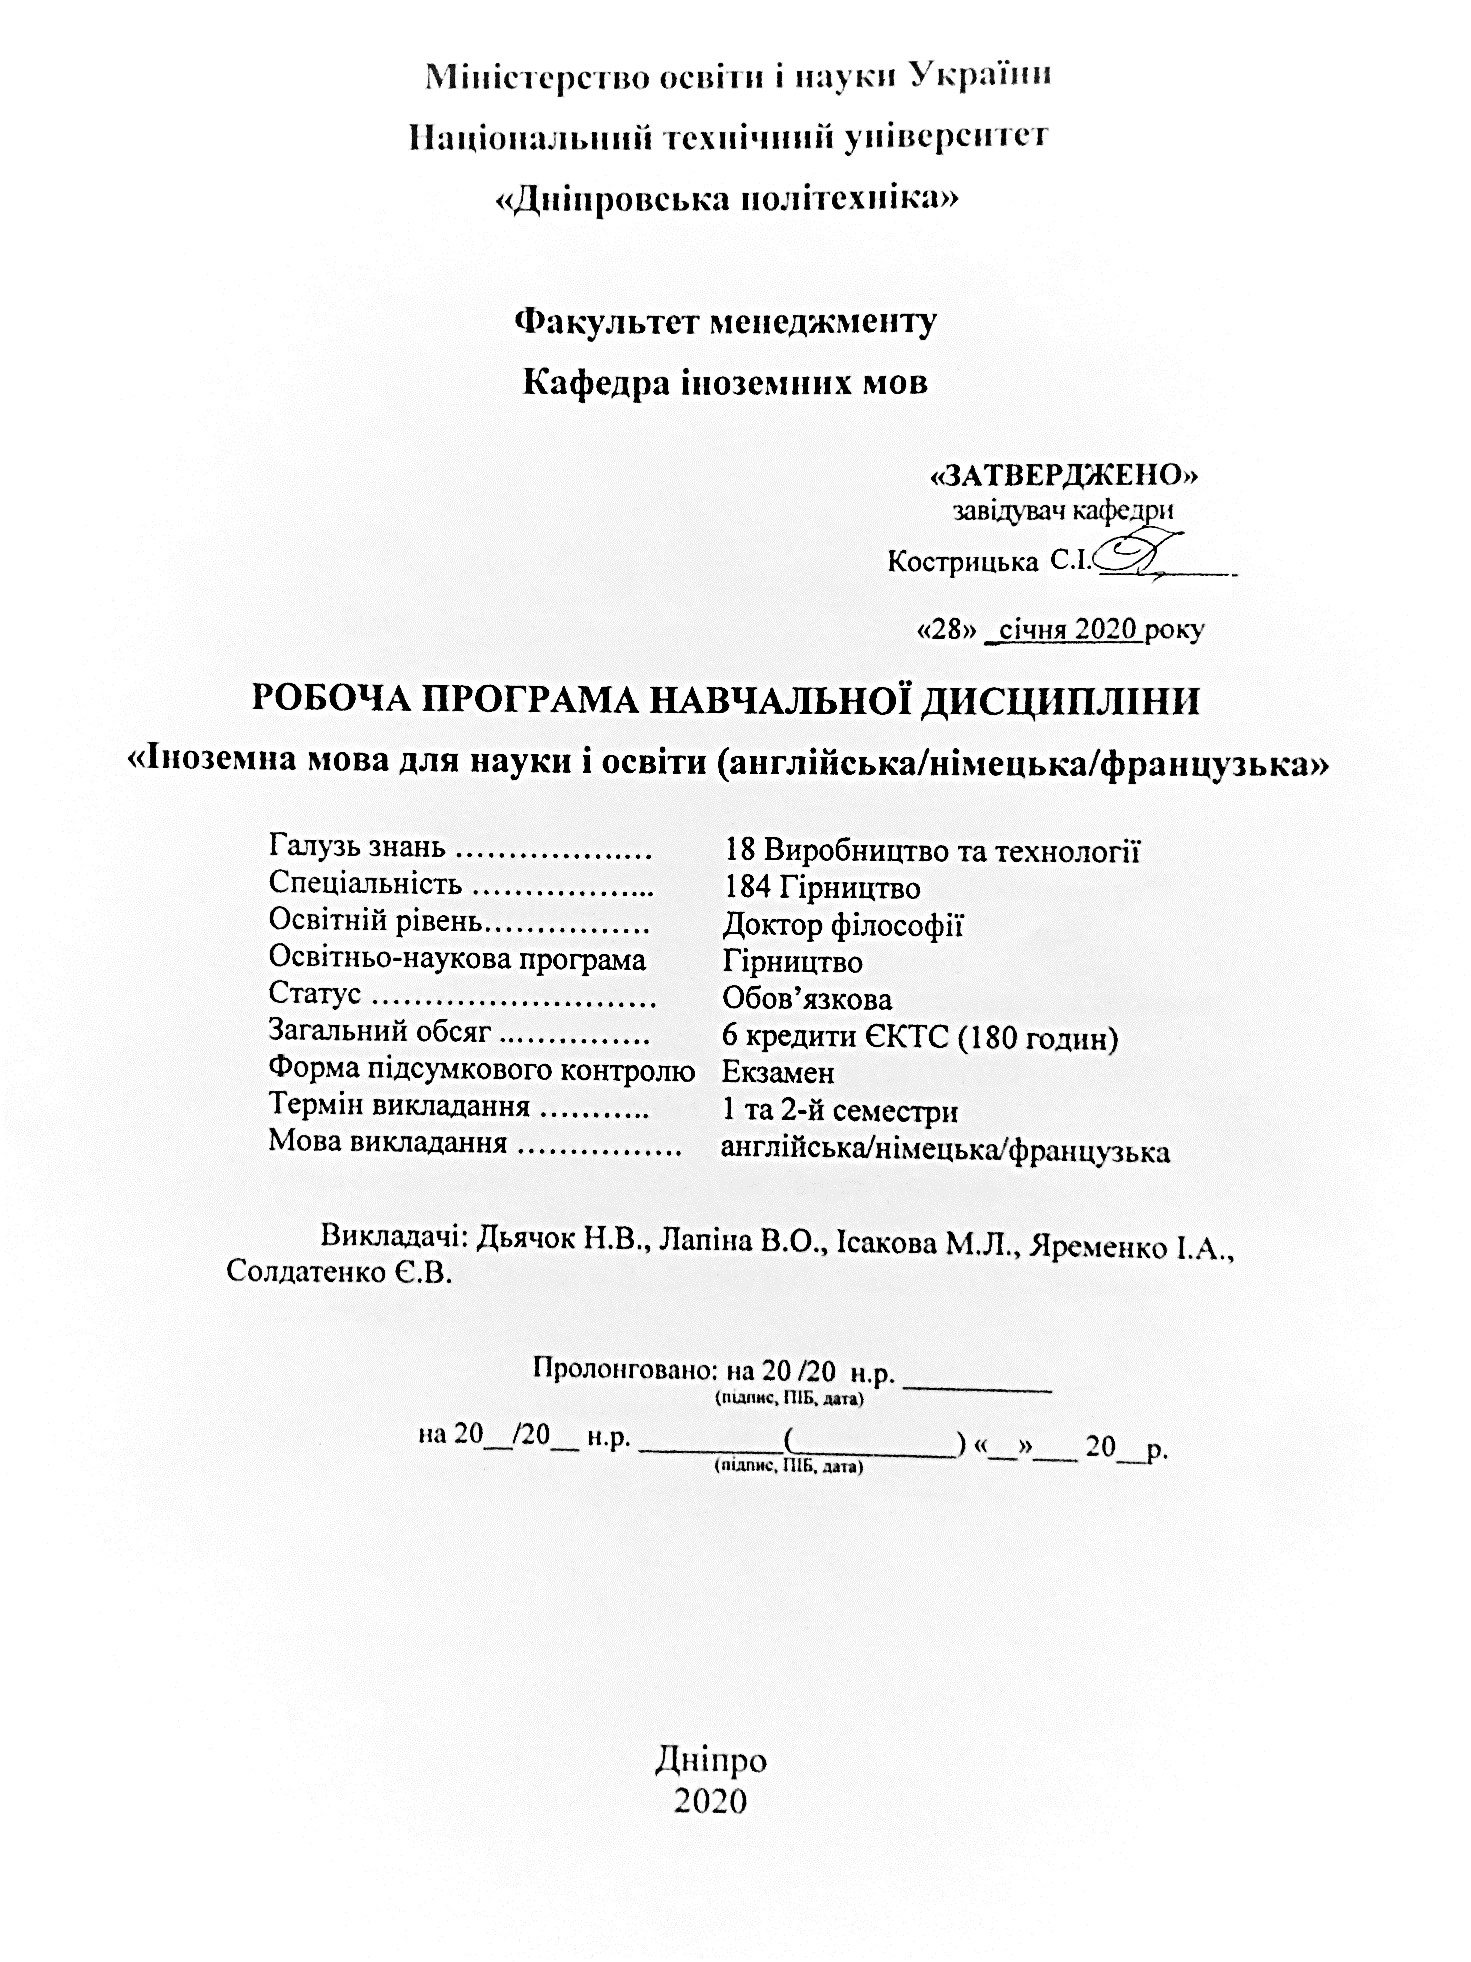 Міністерство освіти і науки України
Національний технічний університет
«Дніпровська політехніка»
Факультет менеджменту
Кафедра іноземних мов
«ЗАТВЕРДЖЕНО»
завідувач кафедри
Кострицька С.І.
«28» _січня 2020 року
РОБОЧА ПРОГРАМА НАВЧАЛЬНОЇ ДИСЦИПЛІНИ
«Іноземна мова для науки і освіти (англійська/німецька/французька»
Галузь знань ………………. 18 Виробництво та технології
Спеціальність …………….. 184 Гірництво
Освітній рівень……………. Доктор філософії
Освітньо-наукова програма Гірництво
Статус ……………………… Обов’язкова
Загальний обсяг .................. 6 кредити ЄКТС (180 годин)
Форма підсумкового контролю Екзамен
Термін викладання ……….. 1 та 2-й семестри
Мова викладання ……………. англійська/німецька/французька
Викладачі: Дьячок Н.В., Лапіна В.О., Ісакова М.Л., Яременко І.А.,
Солдатенко Є.В.
Пролонговано: на 20 /20 н.р. __________
(підпис, ПІБ, дата)
на 20__/20__ н.р. __________(___________) «__»___ 20__р.
(підпис, ПІБ, дата)
Дніпро
2020